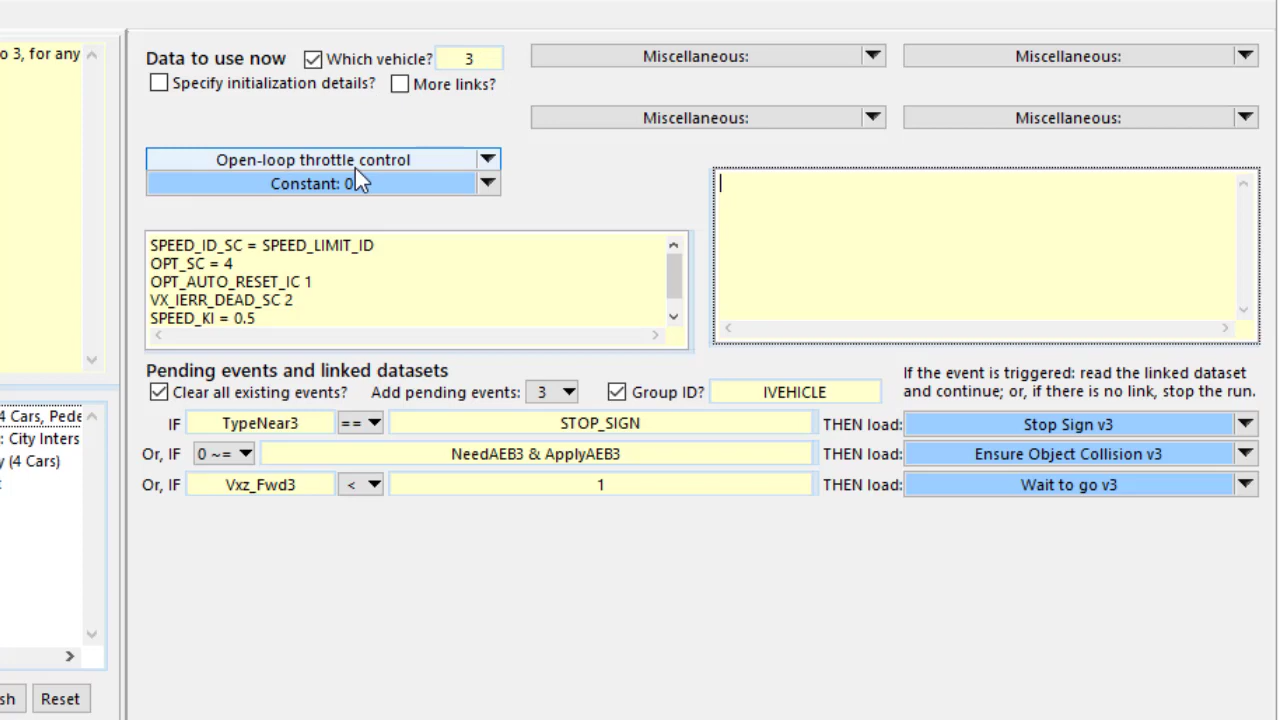 o 3, for any
Data to use now
Which vehicle?
3
Miscellaneous:
Miscellaneous:
Specify initialization details?
More links?
Miscellaneous:
Miscellaneous:
Open-loop throttle control
Constant: 0
SPEED_ID_SC = SPEED_LIMIT_ID
OPT_SC = 4
OPT_AUTO_RESET_IC 1
VX_IERR_DEAD_SC 2
SPEED_KI = 0.5
Pending events and linked datasets
Clear all existing events?
Add pending events:
3
Group ID?
IVEHICLE
If the event is triggered: read the linked dataset
and continue; or, if there is no link, stop the run.
IF
TypeNear3
==
STOP_SIGN
THEN load:
Stop Sign v3
Or, IF
0 ~=
NeedAEB3 & ApplyAEB3
THEN load:
Ensure Object Collision v3
Or, IF
Vxz_Fwd3
<
1
THEN load:
Wait to go v3
4 Cars, Pede
: City Inters
y (4 Cars)
sh
Reset